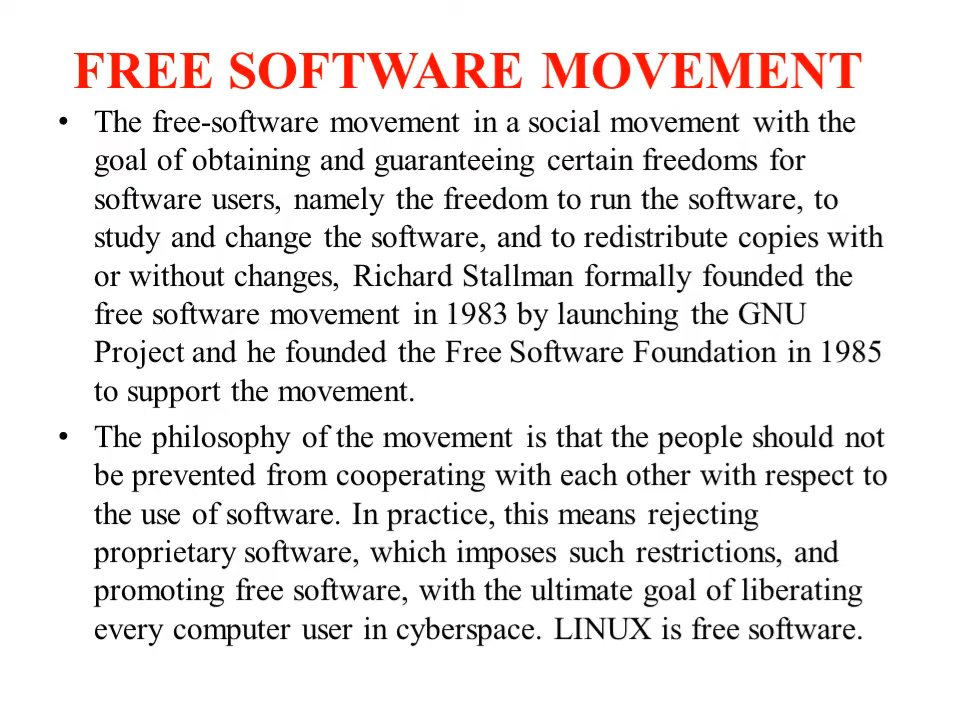 FREE SOFTWARE MOVEMENT
• The free-software movement in a social movement with the
goal of obtaining and guaranteeing certain freedoms for
software users, namely the freedom to run the software, to
study and change the software, and to redistribute copies with
or without changes, Richard Stallman formally founded the
free software movement in 1983 by launching the GNU
Project and he founded the Free Software Foundation in 1985
to support the movement.
• The philosophy of the movement is that the people should not
be prevented from cooperating with each other with respect to
the use of software. In practice, this means rejecting
proprietary software, which imposes such restrictions, and
promoting free software, with the ultimate goal of liberating
every computer user in cyberspace. LINUX is free software.